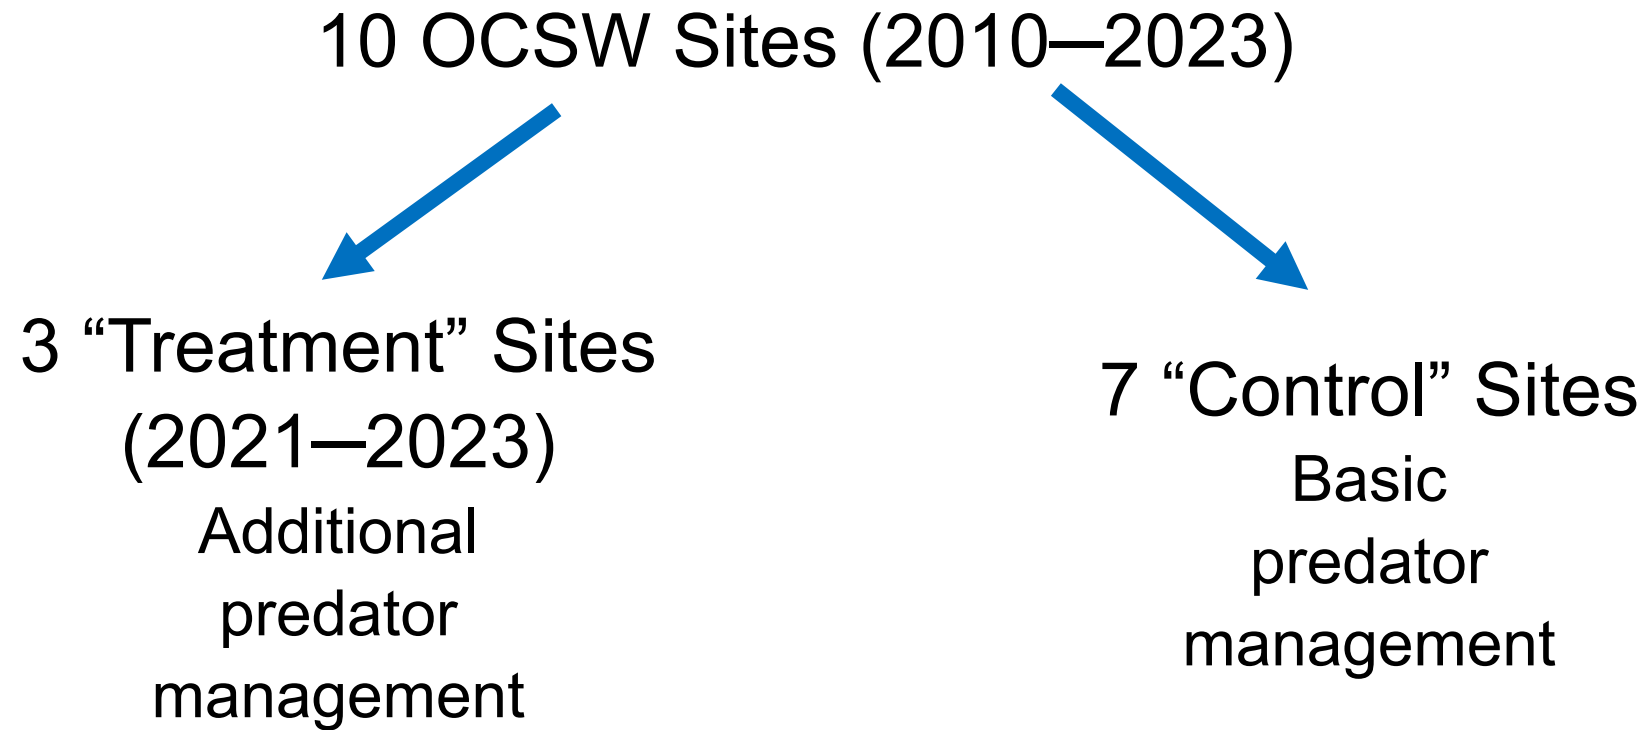 10 OCSW Sites (2010—2023)
3 “Treatment” Sites
(2021—2023)
Additional
predator
management
7 “Control” Sites
Basic
predator
management